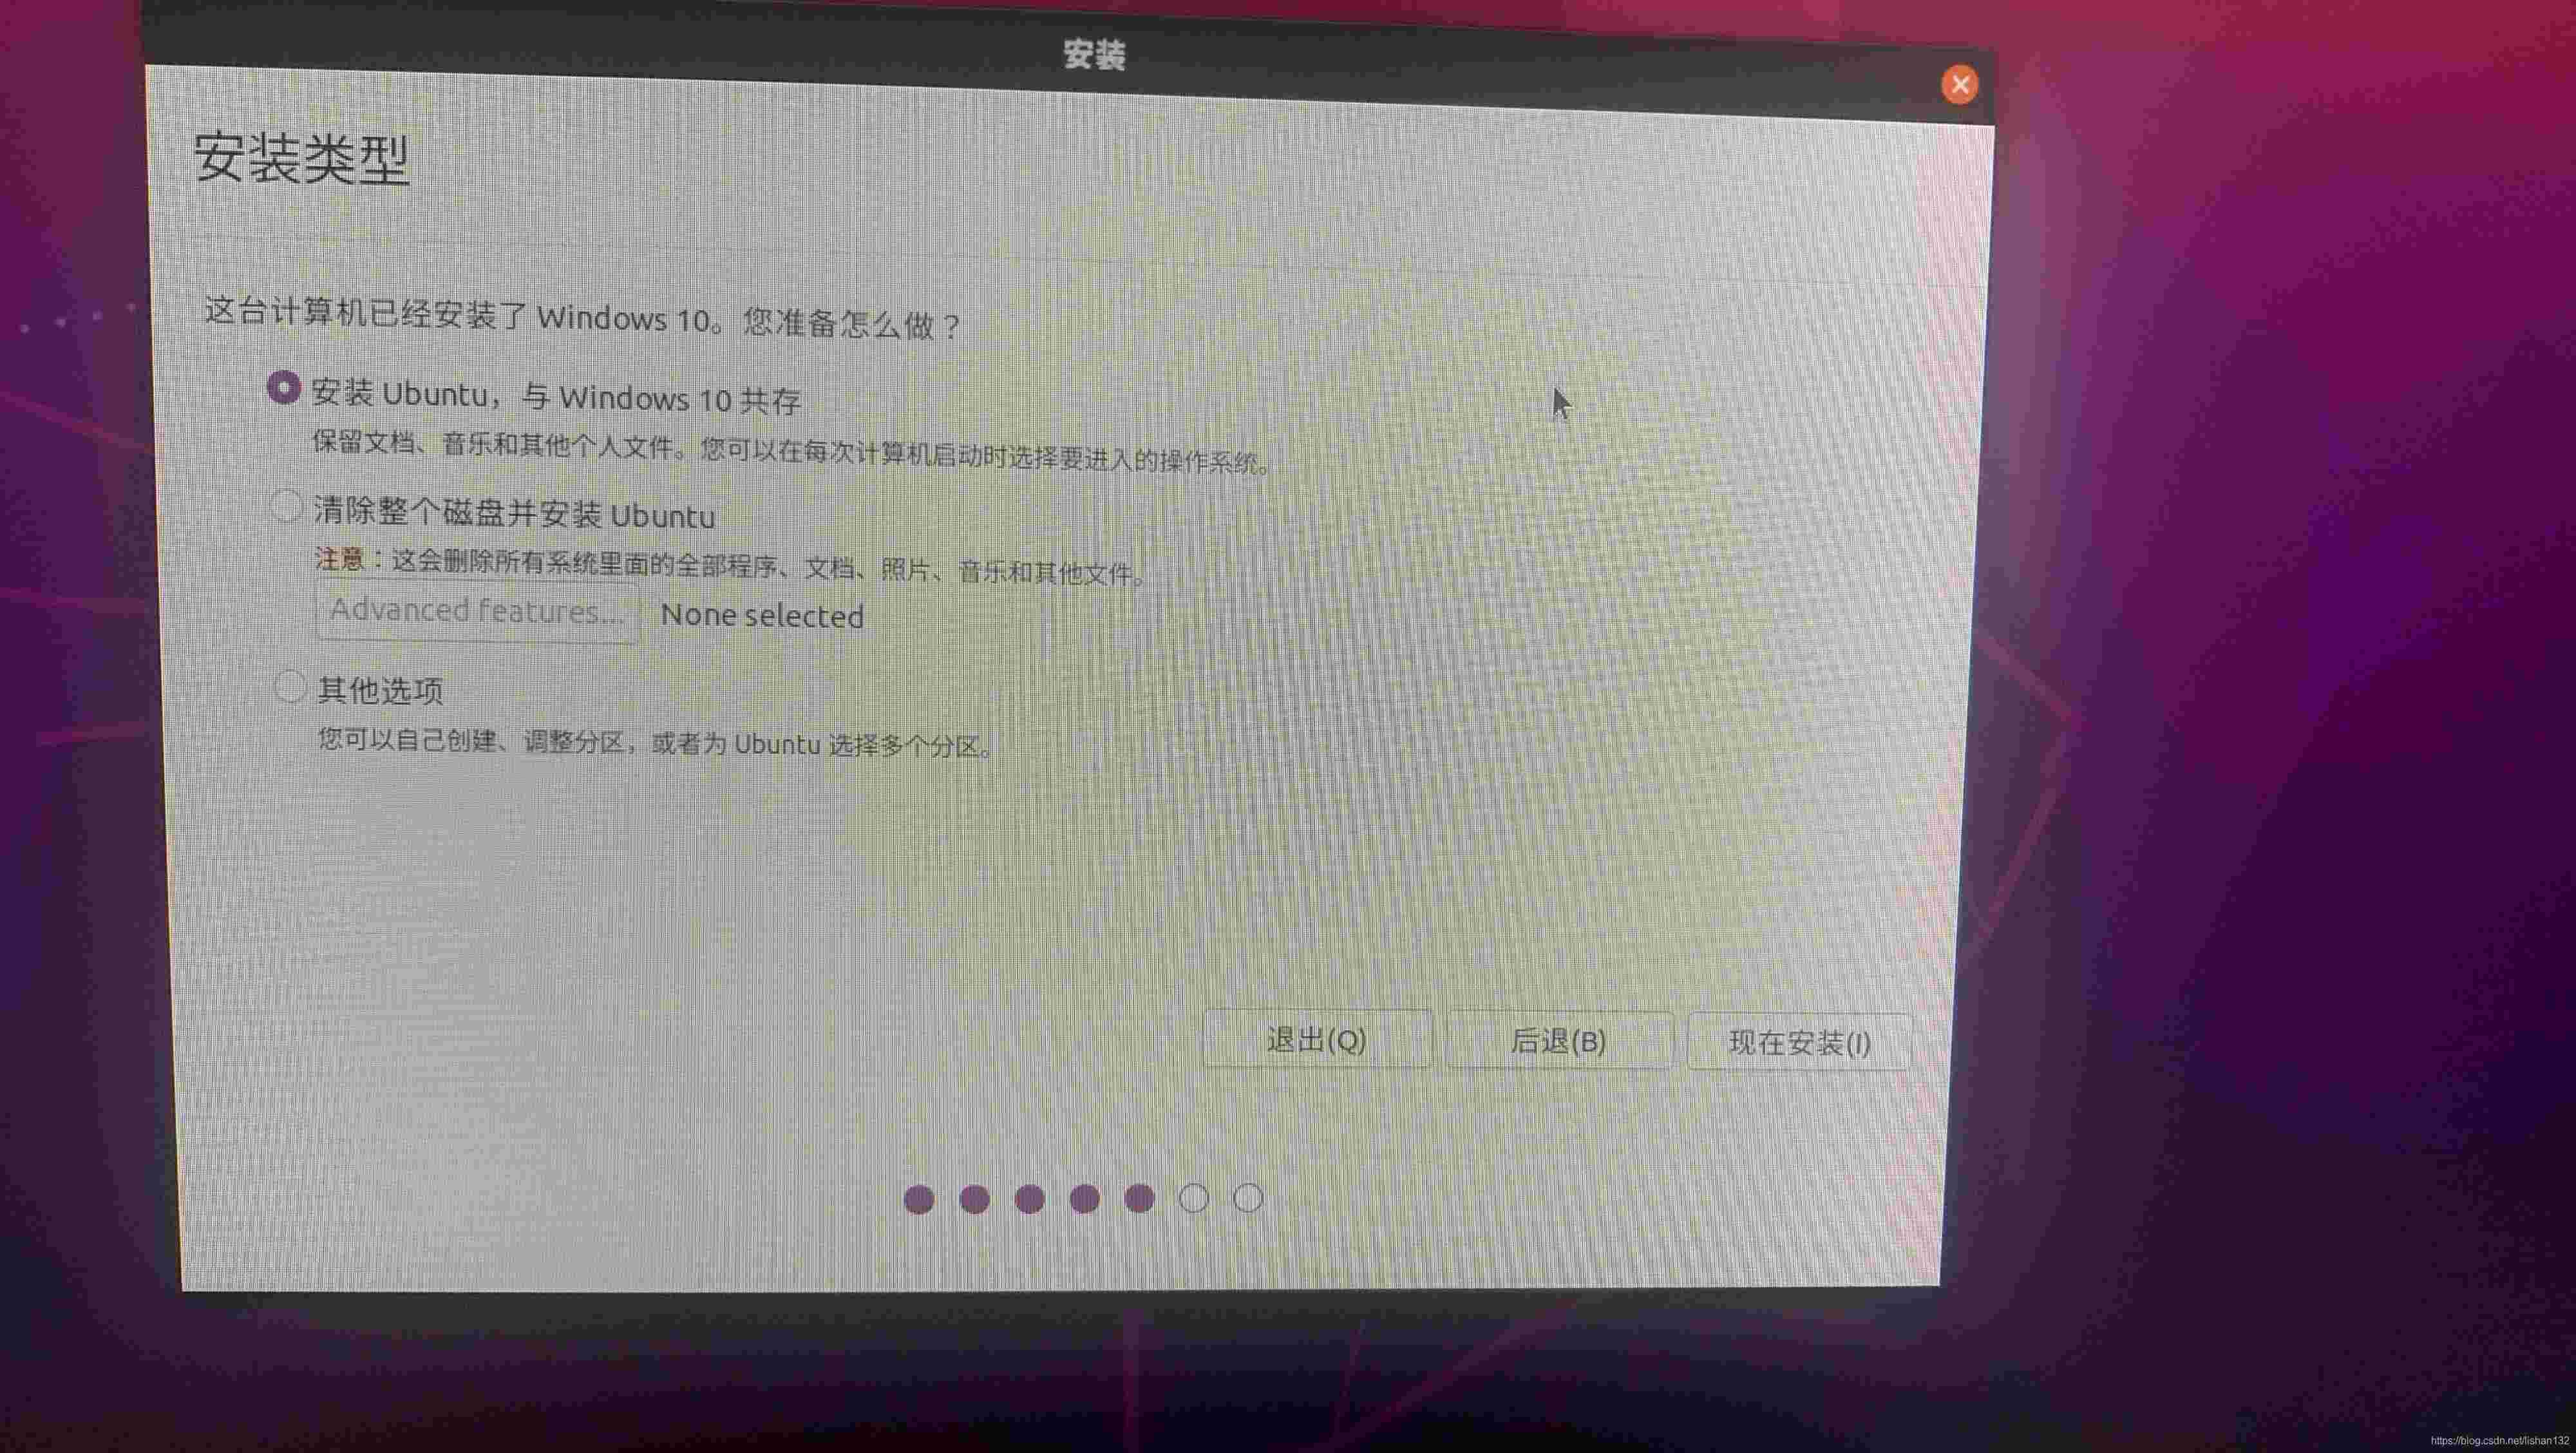 安装
安装类型
这台计算机已经安装了 Windows 10。您准备怎么做？
安装 Ubuntu，与 Windows 10 共存
保留文档、音乐和其他个人文件。您可以在每次计算机启动时选择要进入的操作系统。
清除整个磁盘并安装 Ubuntu
注意：这会删除所有系统里面的全部程序、文档、照片、音乐和其他文件。
Advanced features... None selected
其他选项
您可以自己创建、调整分区，或者为 Ubuntu 选择多个分区。
退出(Q) 后退(B) 现在安装(I)
https://blog.csdn.net/lishan132